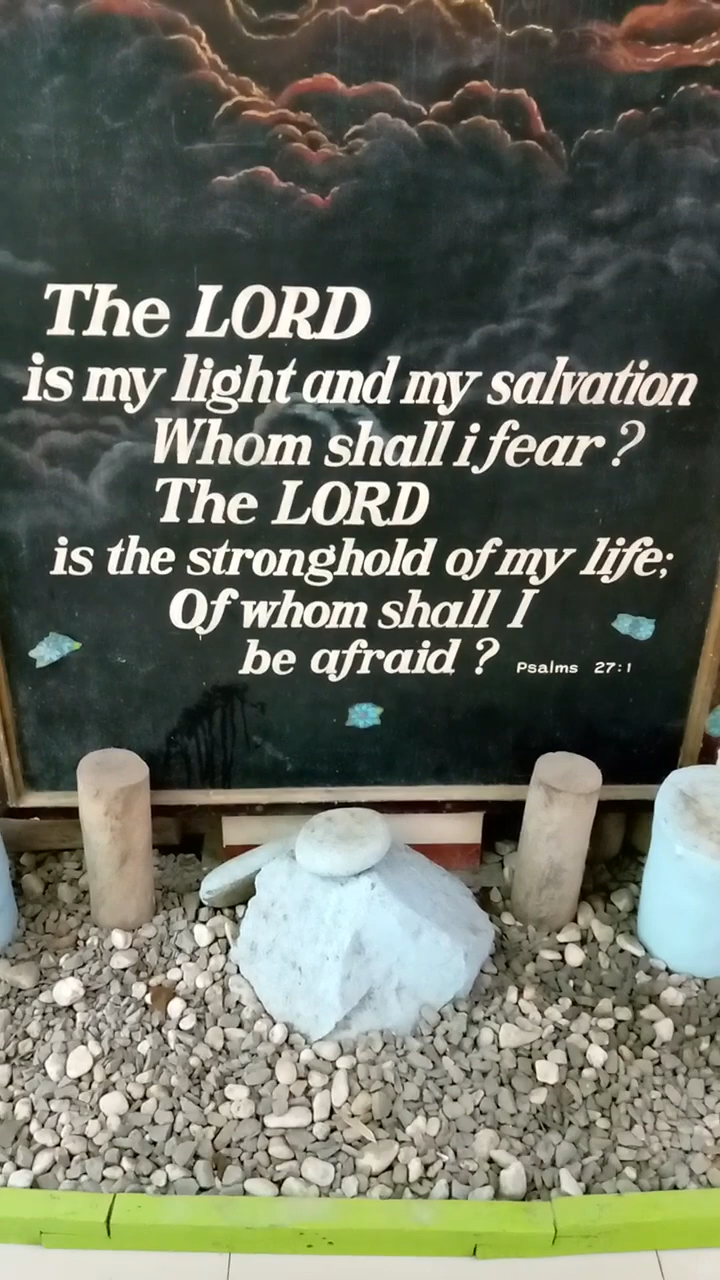 The LORD
is my light and my salvation
Whom shall i fear ?
The LORD
is the stronghold of my life;
Of whom shall I
be afraid ? Psalms 27:1